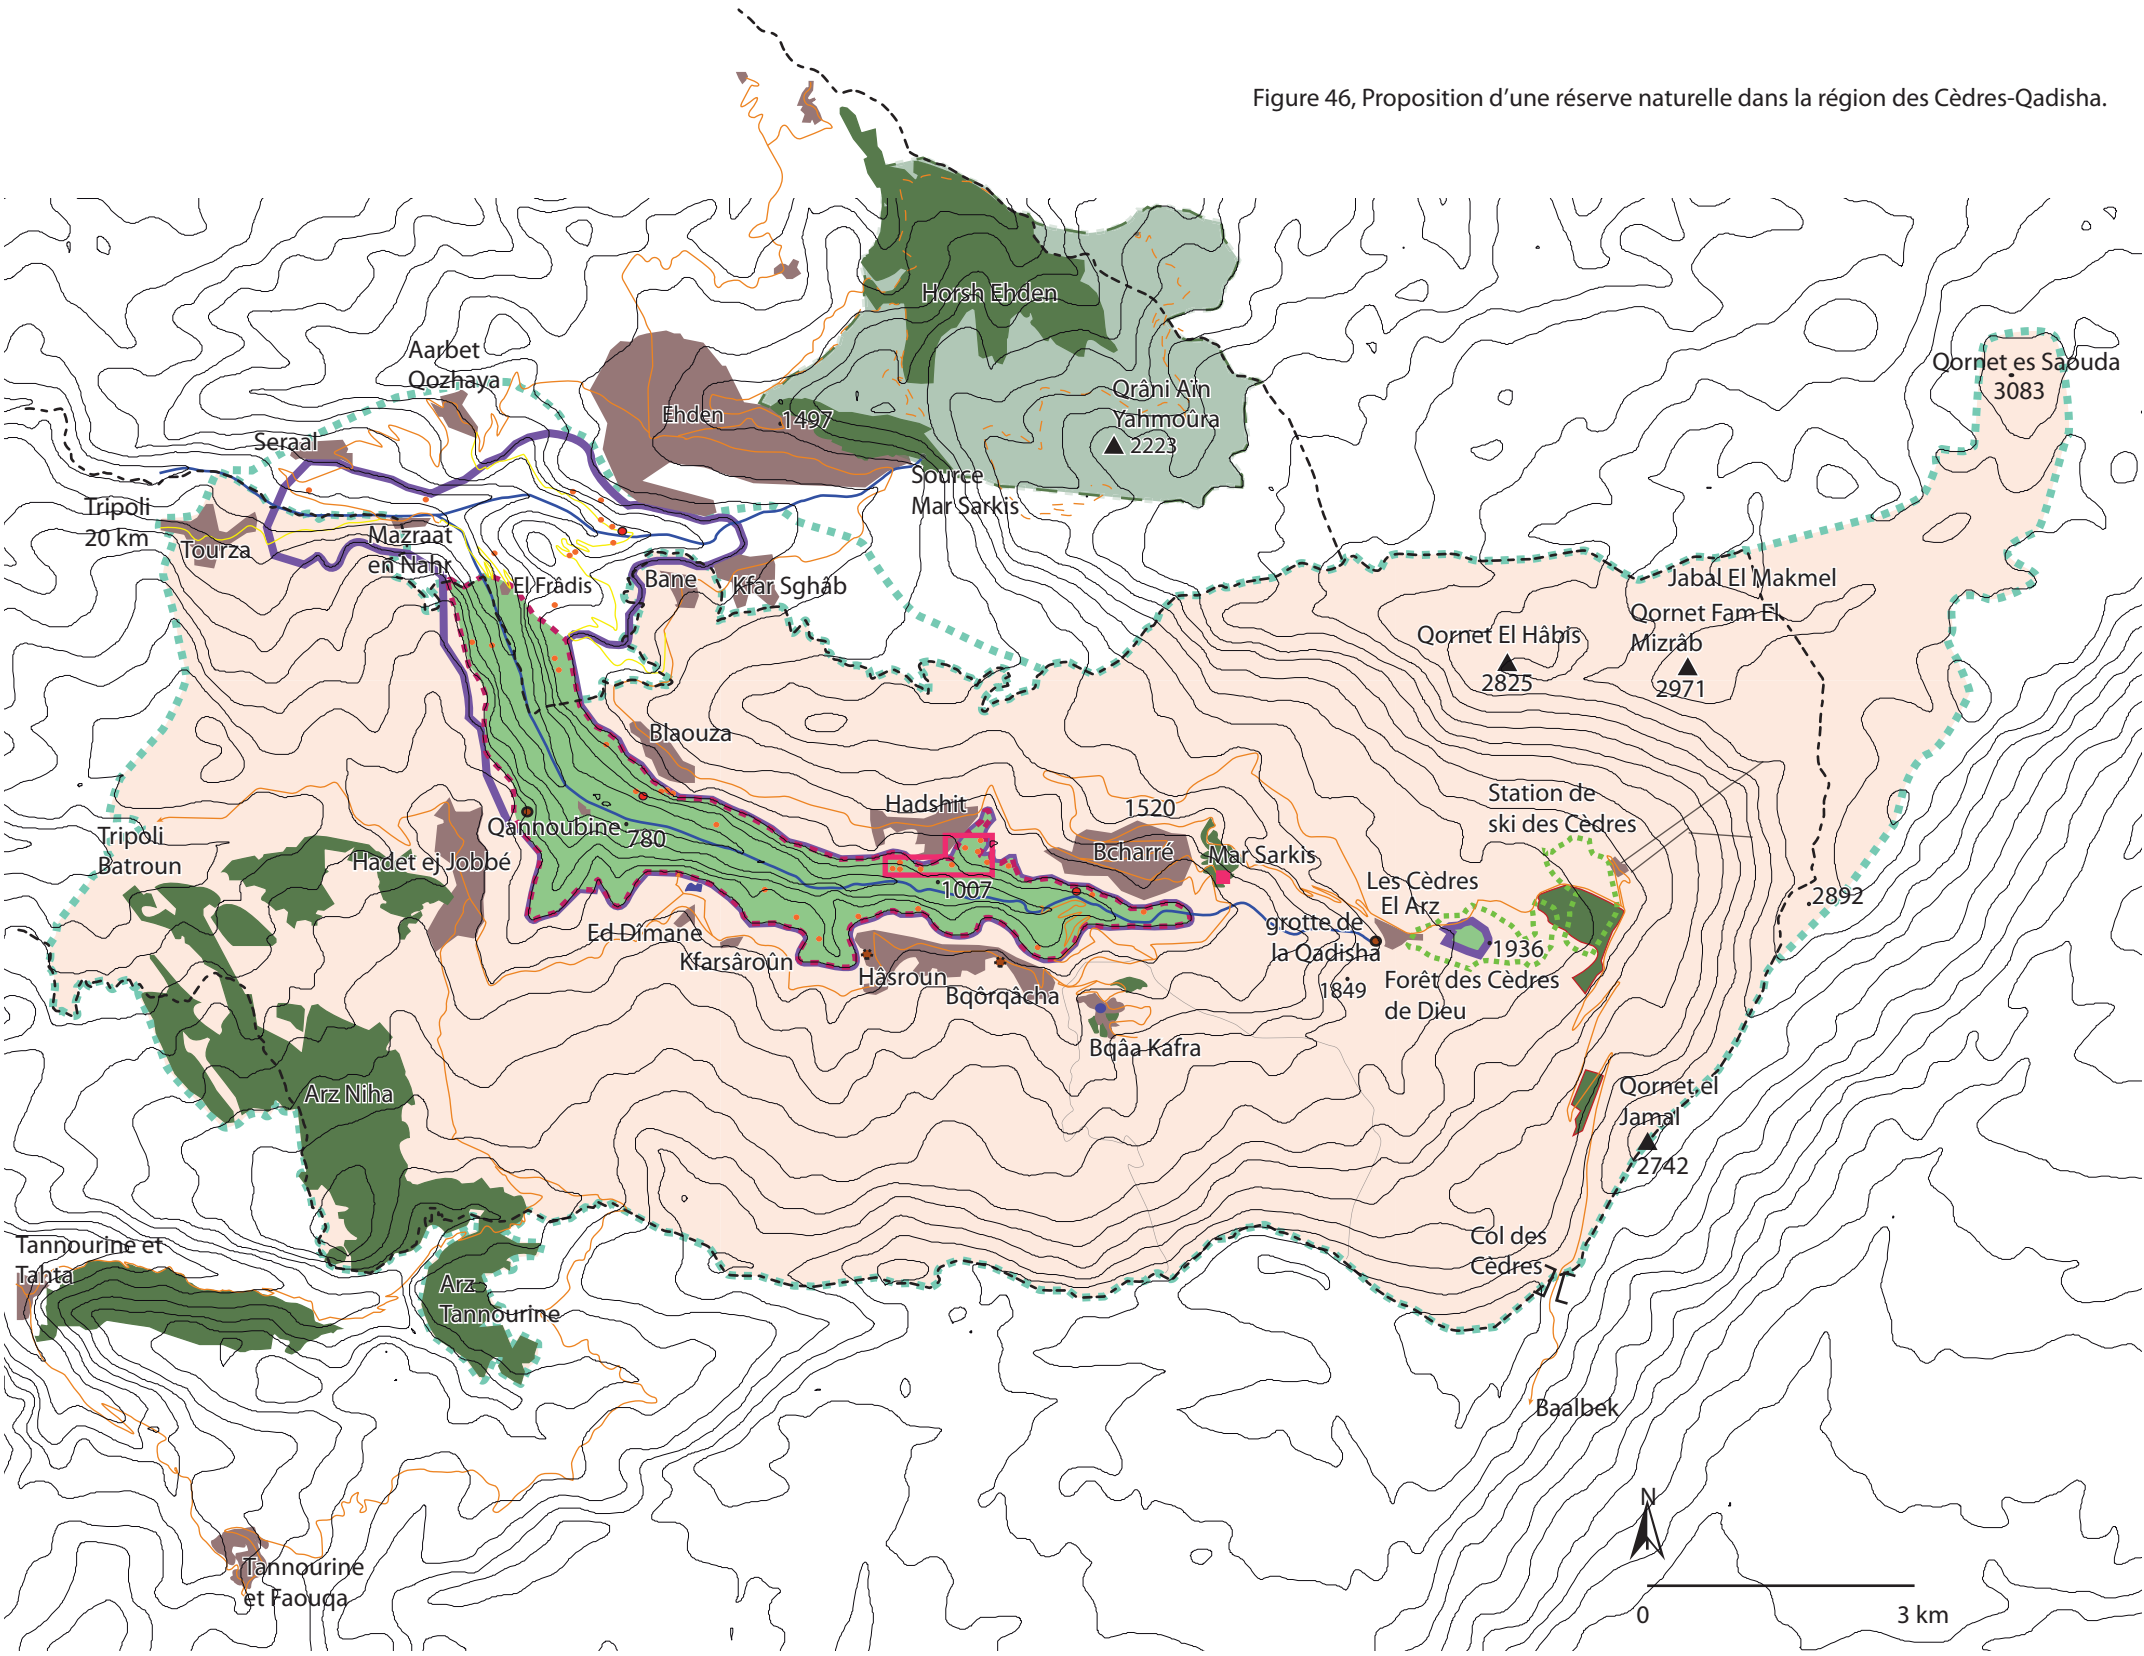 Figure 46, Proposition d’une réserve naturelle dans la région des Cèdres-Qadisha.
Horsh Ehden
Aarbet
Qozhaya
Qornet es Saouda
3083
Qrâni Aïn
Yahmoûra
2223
Ehden
1497
Seraal
Source
Mar Sarkis
Tripoli
20 km
Tourza
Mazraat
en Nahr
El Frâdis
Bane
Kfar Sghâb
Jabal El Makmel
Qornet Fam El
Mizrâb
2971
Qornet El Hâbis
2825
Blaouza
Station de
ski des Cèdres
Hadshit
1520
Qannoubine
780
Tripoli
Batroun
Hadet ej Jobbé
Bcharré
Mar Sarkis
1007
Les Cèdres
El Arz
2892
grotte de
la Qadisha
1936
Ed Dîmane
Kfarsâroûn
Hâsroun
Bqôrqâcha
1849
Forêt des Cèdres
de Dieu
Bqâa Kafra
Arz Niha
Qornet el
Jamal
2742
Col des
Cèdres
Tannourine et
Tahta
Arz
Tannourine
Baalbek
N
Tannourine
et Faouqa
0
3 km